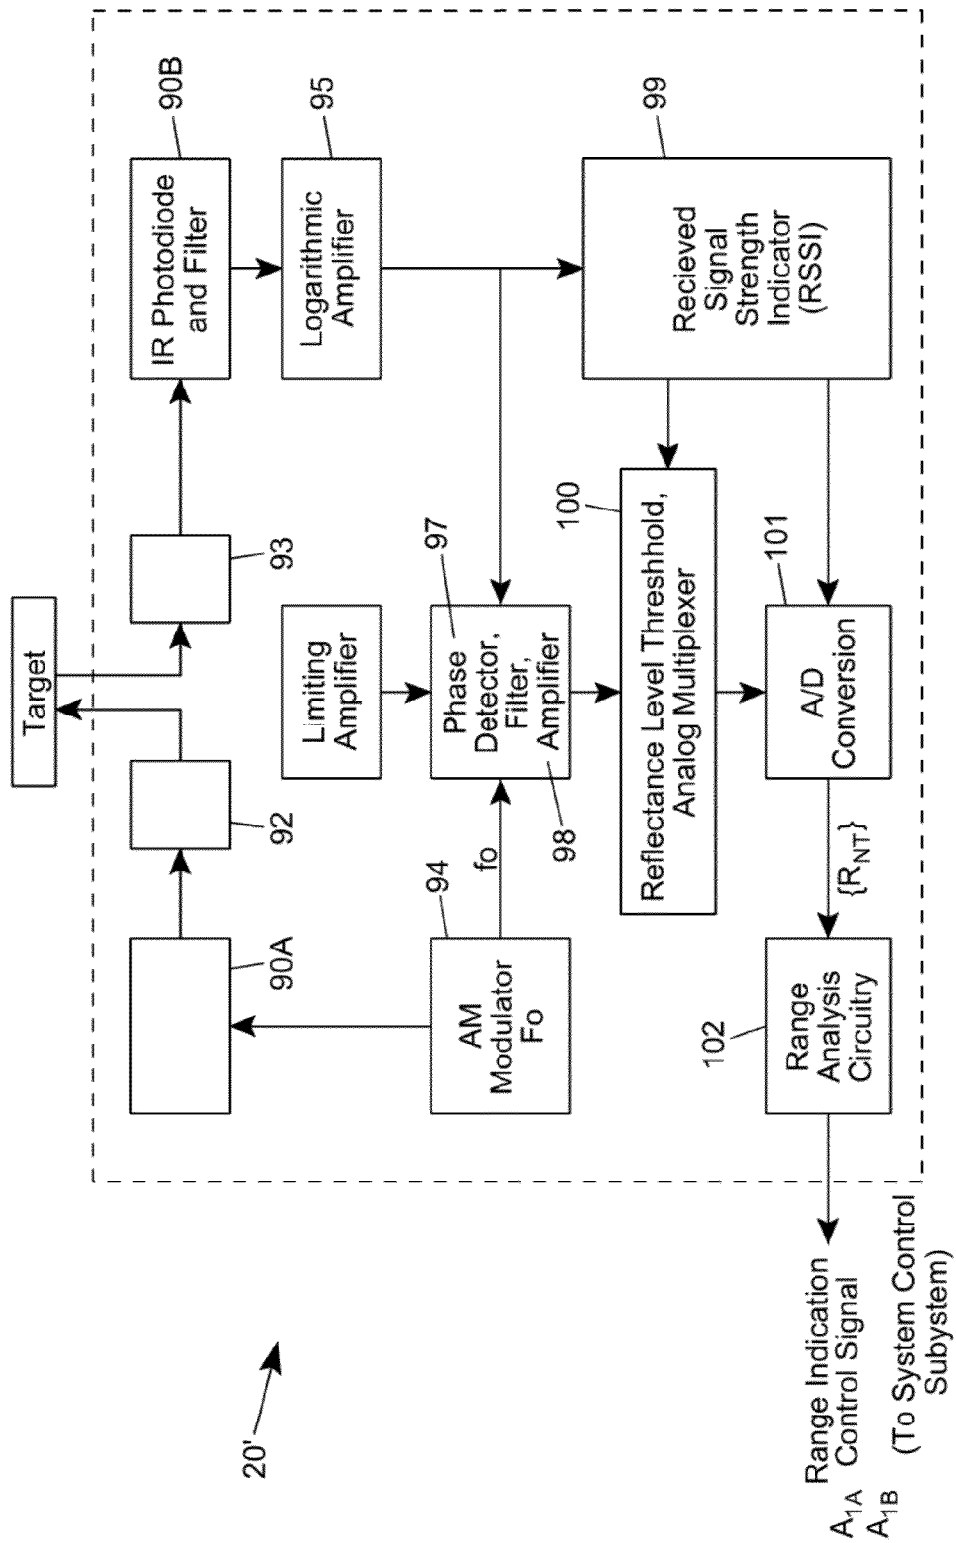 Target
IR Photodiode
and Filter
90B
90A
92
93
20'
Limiting
Amplifier
Logarithmic
Amplifier
95
94
97
AM
Modulator
Fo
fo
Phase
Detector,
Filter,
Amplifier
98
100
99
Reflectance Level Threshhold,
Analog Multiplexer
Recieved
Signal
Strength
Indicator
(RSSI)
102
101
Range
Analysis
Circuitry
{RNT}
A/D
Conversion
Range Indication
Control Signal
A1A
A1B
(To System Control
Subystem)